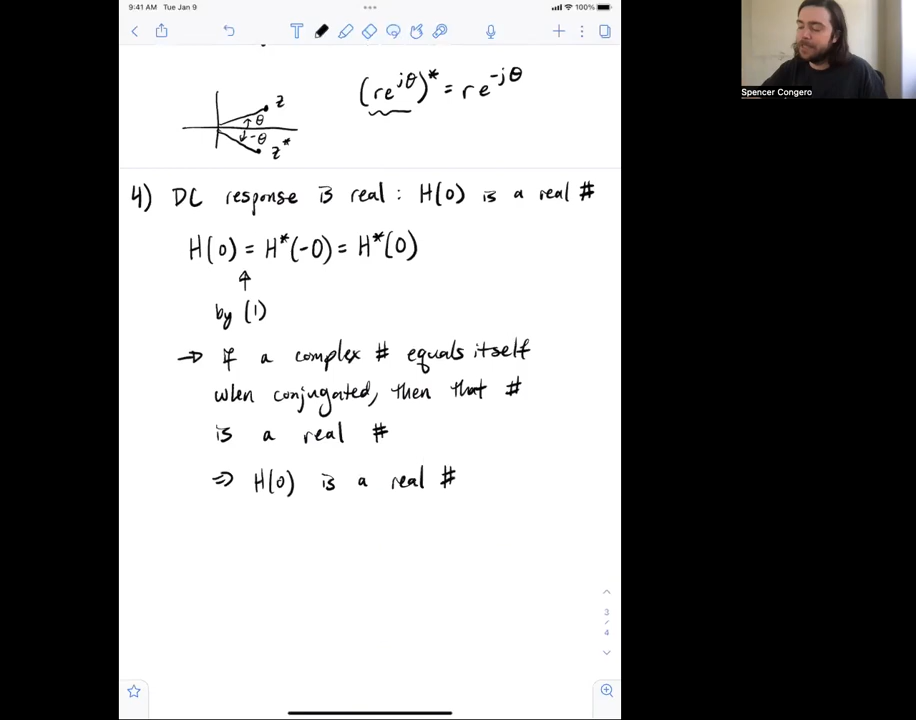 9:41 AM Tue Jan 9
100%
T
Spencer Congero
(re^{jθ})* = re^{-jθ}
z
θ
-θ
z*
4) DC response is real : H(0) is a real #
H(0) = H*(-0) = H*(0)
↑
by (1)
→ If a complex # equals itself
when conjugated, then that #
is a real #
⇒ H(0) is a real #
3
/
4